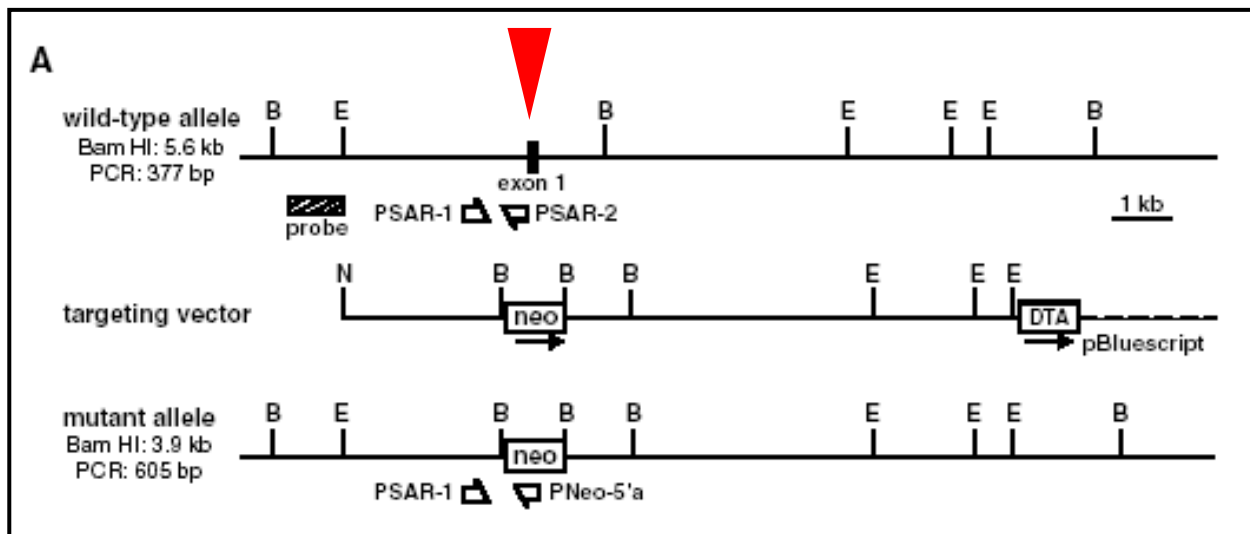 A
B E B E E E B
wild-type allele
Bam HI: 5.6 kb
PCR: 377 bp
exon 1
probe
PSAR-1 PSAR-2
1 kb
N B B B E E E
targeting vector
neo DTA
pBluescript
B E B B B E E E B
mutant allele
Bam HI: 3.9 kb
PCR: 605 bp
neo
PSAR-1 PNeo-5'a